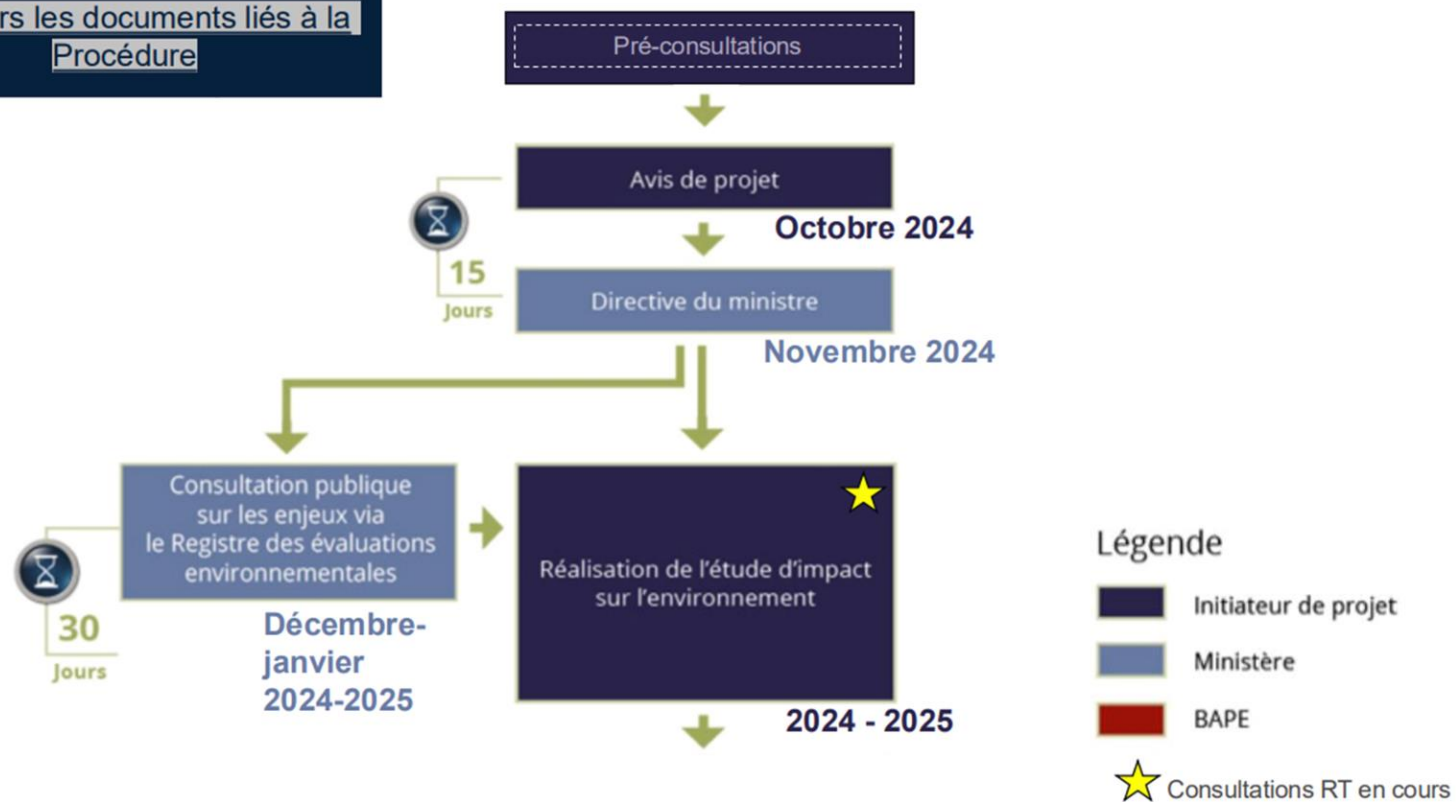 les documents liés à la
Procédure
Pré-consultations
Avis de projet
Octobre 2024
15
Jours
Directive du ministre
Novembre 2024
Consultation publique
sur les enjeux via
le Registre des évaluations
environnementales
30
Jours
Décembre-
janvier
2024-2025
Réalisation de l'étude d'impact
sur l'environnement
2024 - 2025
Légende
Initiateur de projet
Ministère
BAPE
Consultations RT en cours